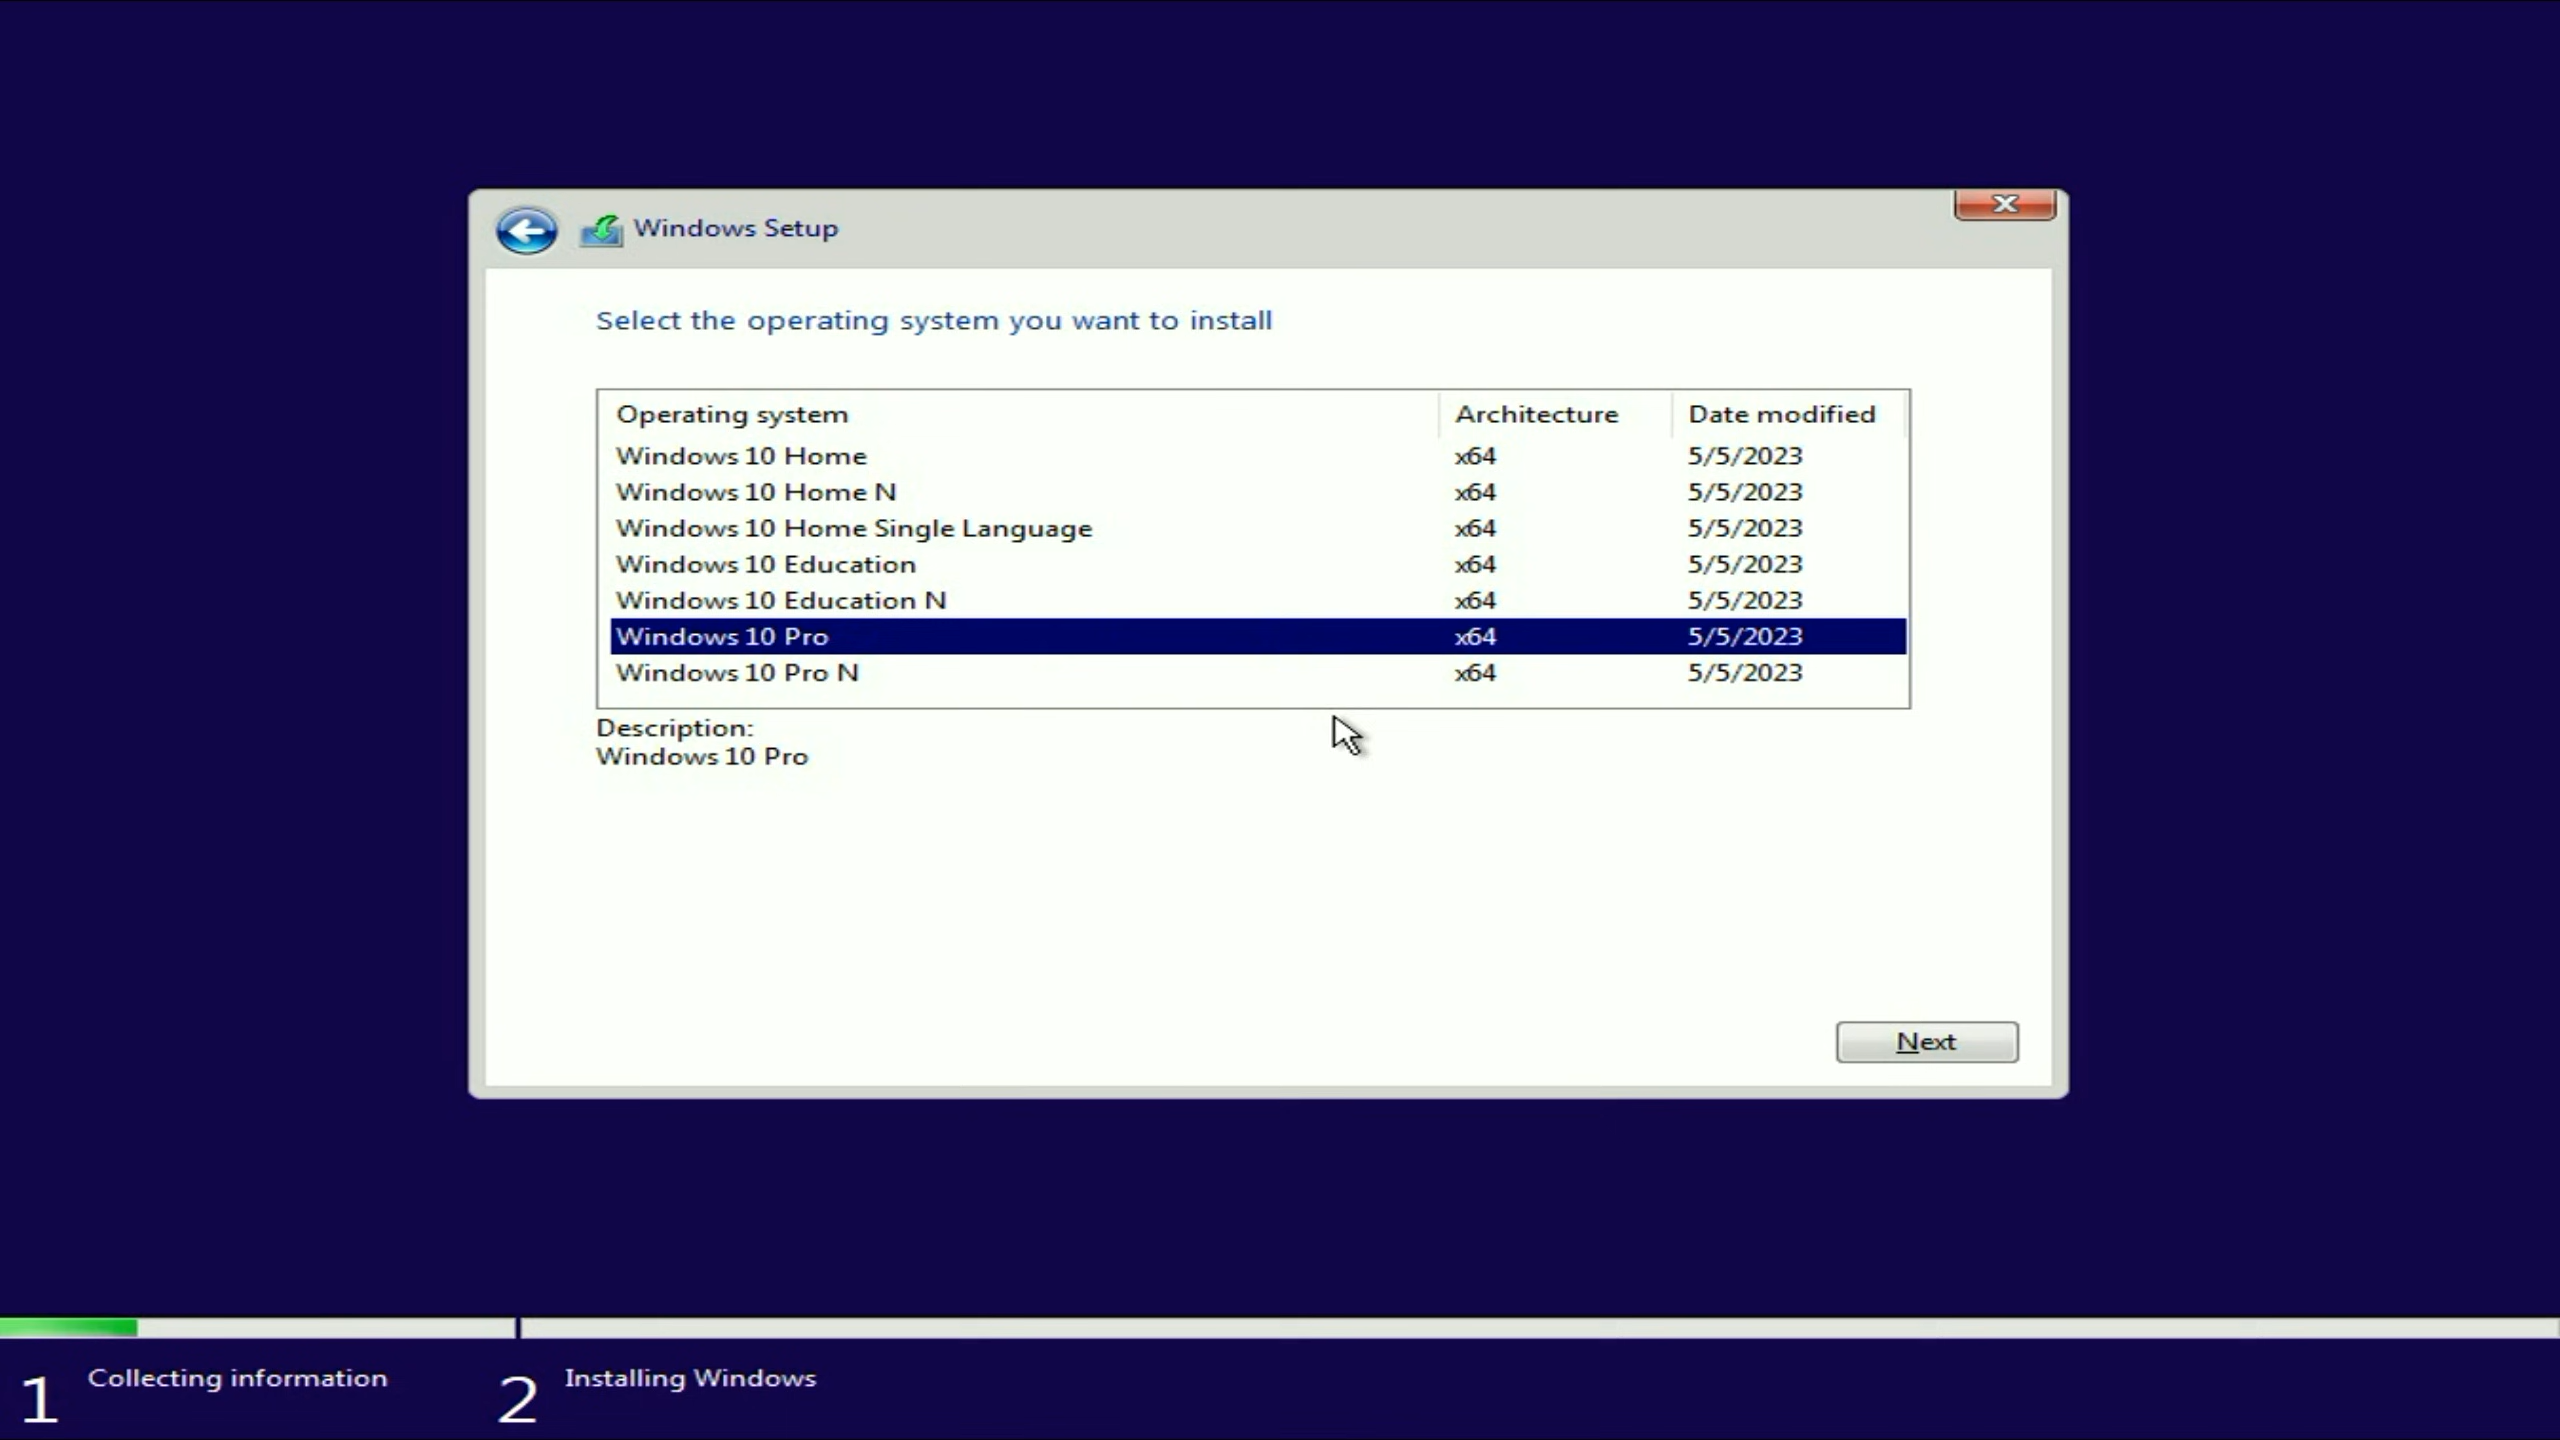 Windows Setup
Select the operating system you want to install
Operating system Architecture Date modified
Windows 10 Home x64 5/5/2023
Windows 10 Home N x64 5/5/2023
Windows 10 Home Single Language x64 5/5/2023
Windows 10 Education x64 5/5/2023
Windows 10 Education N x64 5/5/2023
Windows 10 Pro x64 5/5/2023
Windows 10 Pro N x64 5/5/2023
Description:
Windows 10 Pro
Next
1 Collecting information 2 Installing Windows